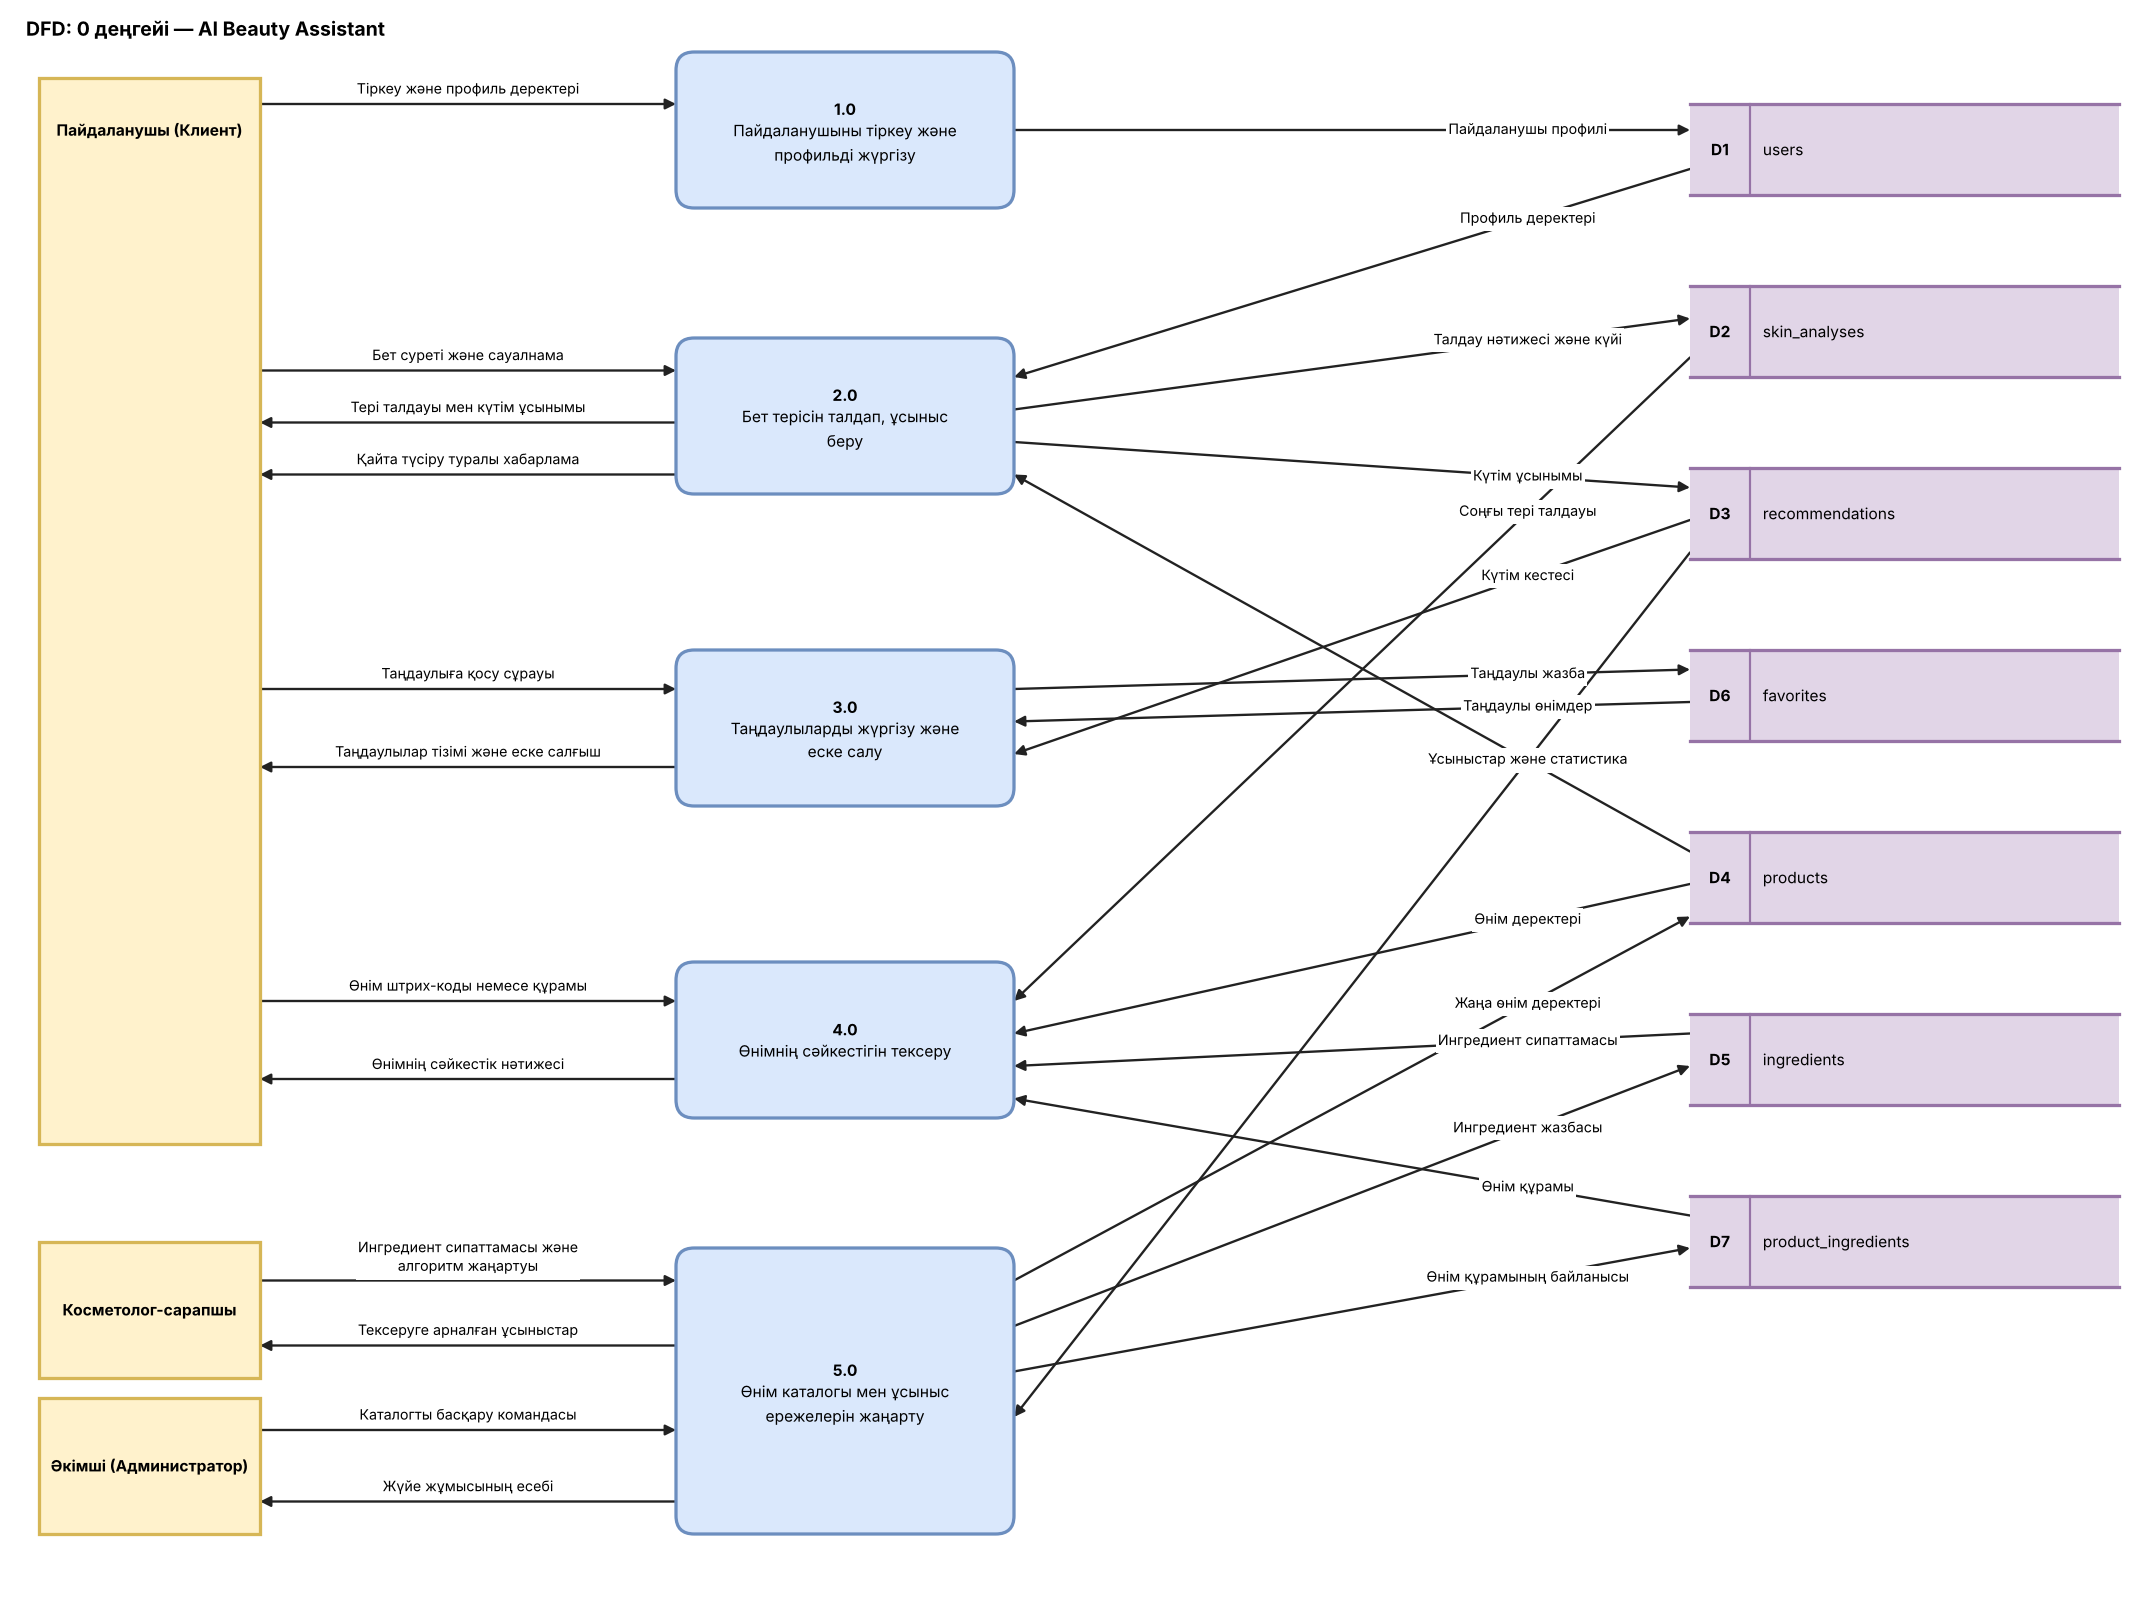 DFD: 0 деңгейі — AI Beauty Assistant
Пайдаланушы (Клиент)
Тіркеу және профиль деректері
1.0
Пайдаланушыны тіркеу және
профильді жүргізу
Пайдаланушы профилі
D1
users
Профиль деректері
Бет суреті және сауалнама
Тері талдауы мен күтім ұсынымы
Қайта түсіру туралы хабарлама
2.0
Бет терісін талдап, ұсыныс
беру
Талдау нәтижесі және күйі
D2
skin_analyses
Күтім ұсынымы
Соңғы тері талдауы
D3
recommendations
Күтім кестесі
Таңдаулыға қосу сұрауы
Таңдаулылар тізімі және еске салғыш
3.0
Таңдаулыларды жүргізу және
еске салу
Таңдаулы жазба
Таңдаулы өнімдер
D6
favorites
Ұсыныстар және статистика
D4
products
Өнім деректері
Өнім штрих-коды немесе құрамы
Өнімнің сәйкестік нәтижесі
4.0
Өнімнің сәйкестігін тексеру
Жаңа өнім деректері
Ингредиент сипаттамасы
D5
ingredients
Ингредиент жазбасы
Өнім құрамы
D7
product_ingredients
Өнім құрамының байланысы
Косметолог-сарапшы
Ингредиент сипаттамасы және
алгоритм жаңартуы
Тексеруге арналған ұсыныстар
5.0
Өнім каталогы мен ұсыныс
ережелерін жаңарту
Әкімші (Администратор)
Каталогты басқару командасы
Жүйе жұмысының есебі